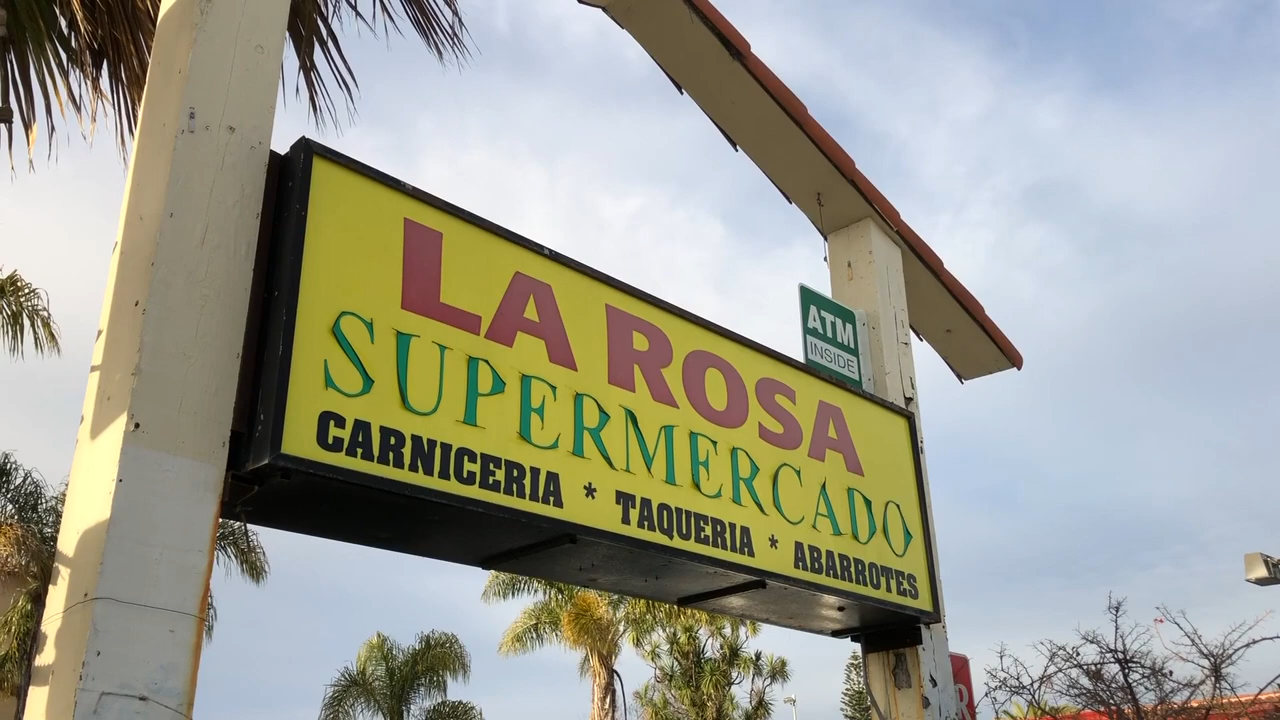 LA ROSA
SUPERMERCADO
CARNICERIA * TAQUERIA * ABARROTES
ATM
INSIDE
R